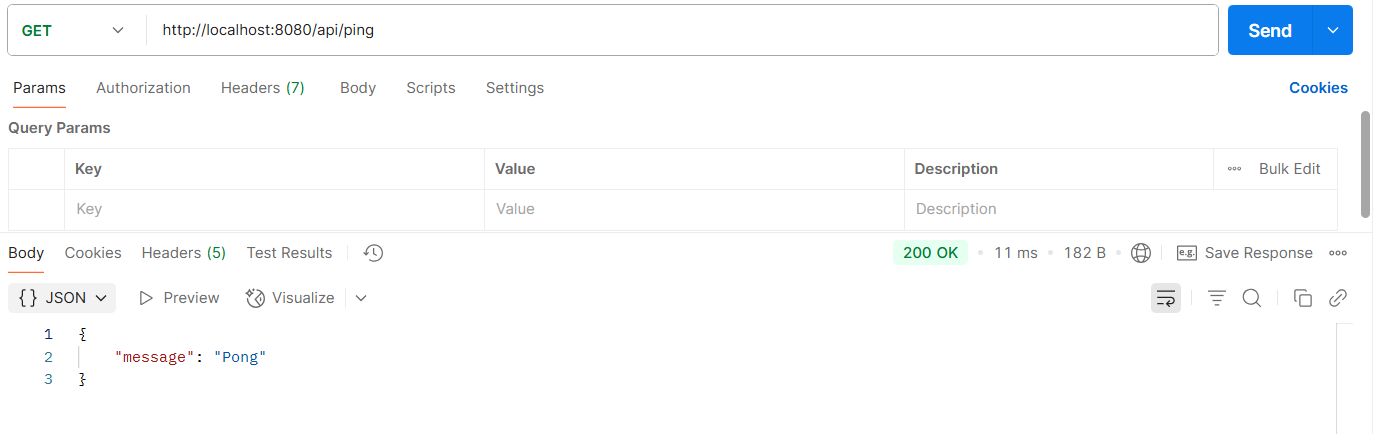 GET http://localhost:8080/api/ping Send
Params Authorization Headers (7) Body Scripts Settings Cookies
Query Params
Key Value Description Bulk Edit
Key Value Description
Body Cookies Headers (5) Test Results 200 OK • 11 ms • 182 B • e.g. Save Response
{} JSON Preview Visualize
1 {
2 "message": "Pong"
3 }